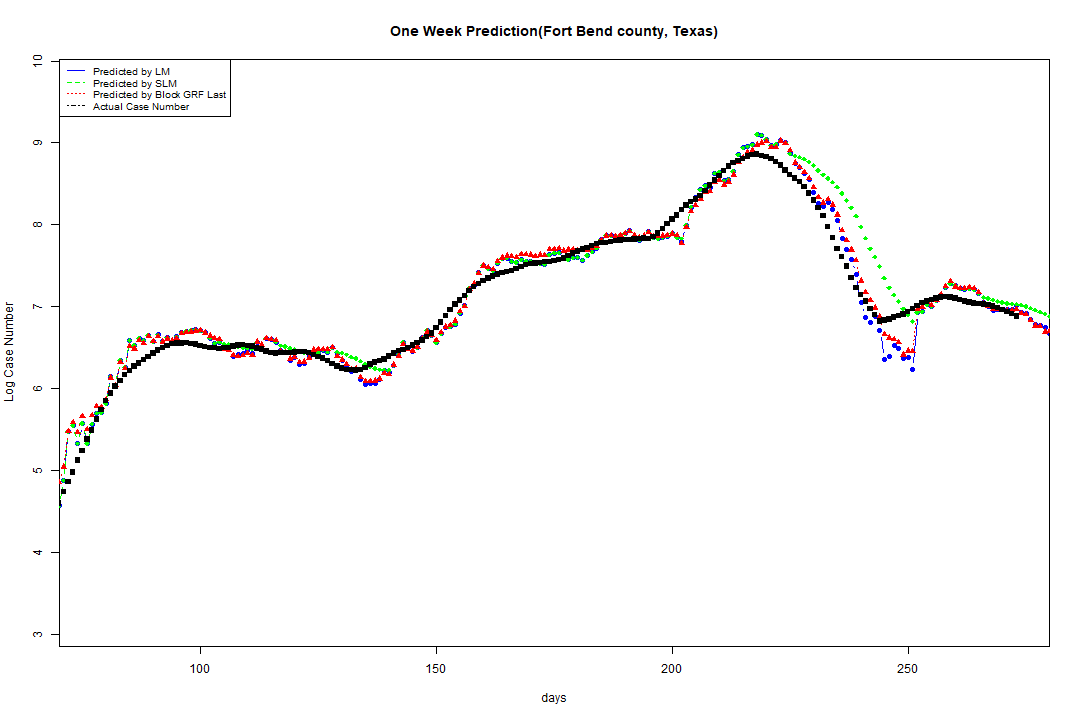 One Week Prediction(Fort Bend county, Texas)
10
Predicted by LM
Predicted by SLM
Predicted by Block GRF Last
Actual Case Number
9
8
7
6
5
4
3
Log Case Number
100 150 200 250
days